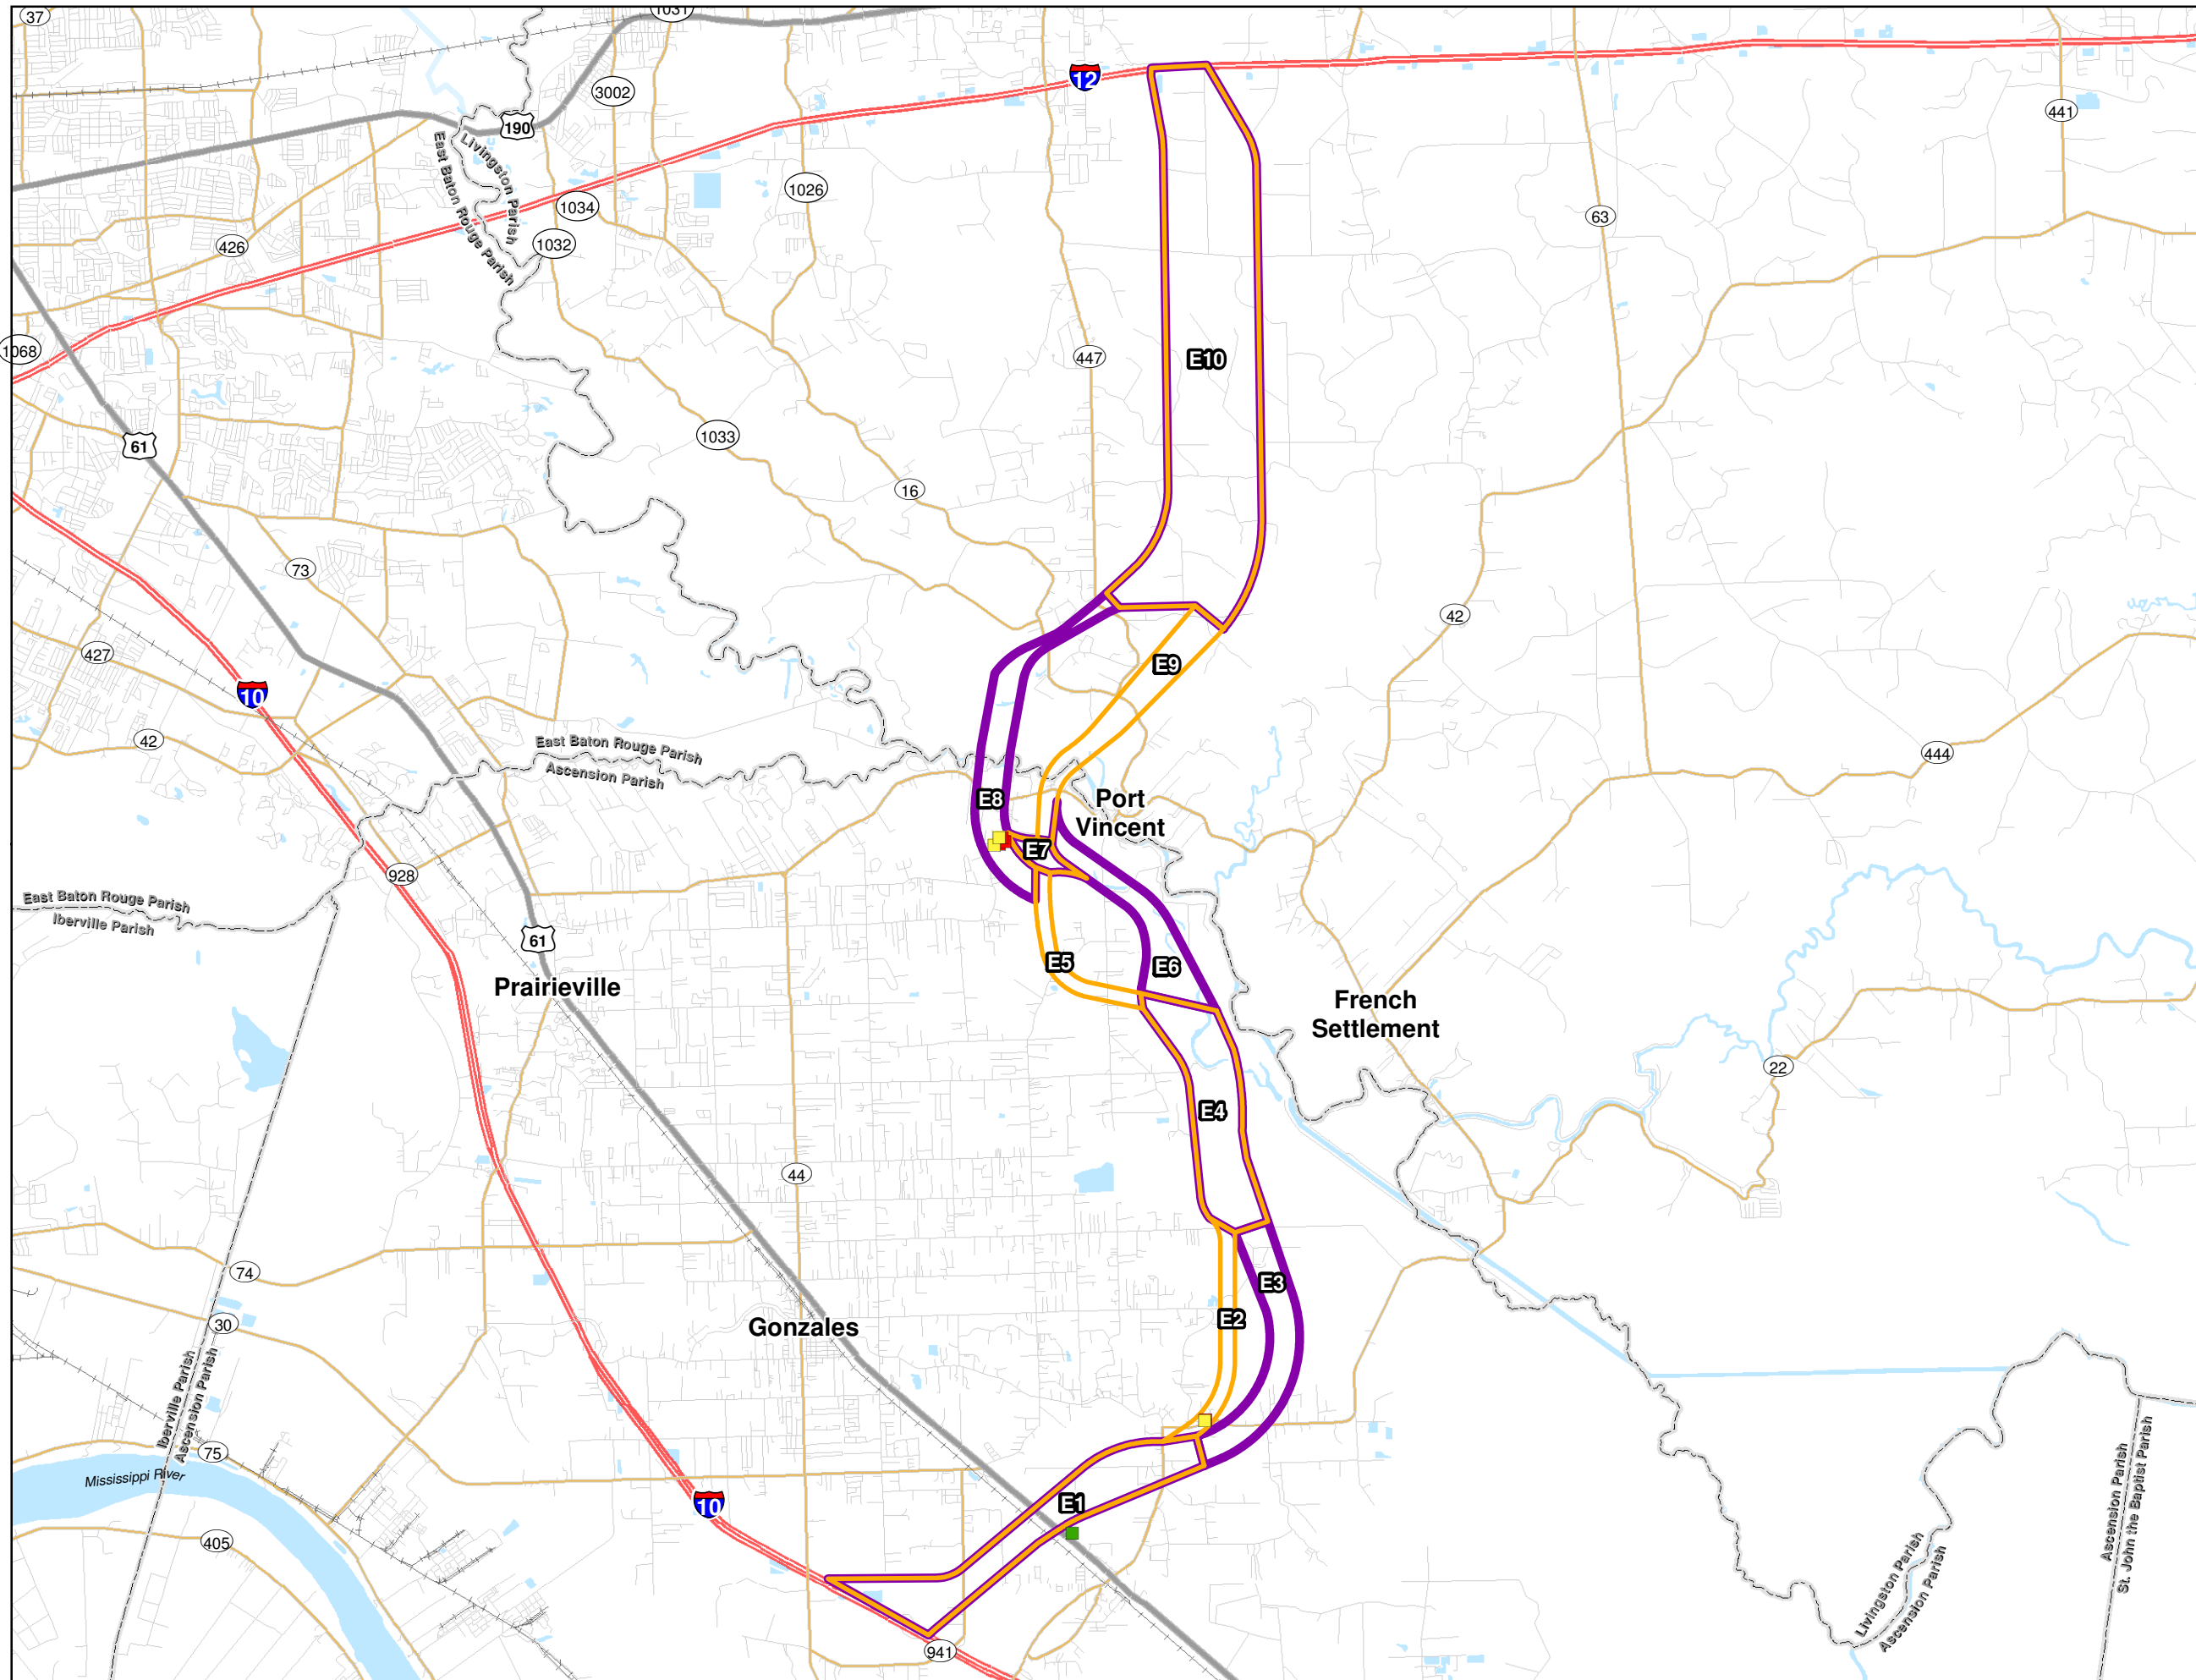 37
1031
12
3002
190
441
East Baton Rouge Parish
Livingston Parish
1026
1034
63
426
1032
1068
447
E10
1033
61
16
73
42
427
E9
10
42
East Baton Rouge Parish
Ascension Parish
444
E8
Port
Vincent
E7
928
East Baton Rouge Parish
Iberville Parish
61
E5
E6
Prairieville
French
Settlement
22
E4
44
74
E3
30
E2
Gonzales
Iberville Parish
Ascension Parish
75
Mississippi River
10
E1
405
941
Livingston Parish
Ascension Parish
Ascension Parish
St. John the Baptist Parish